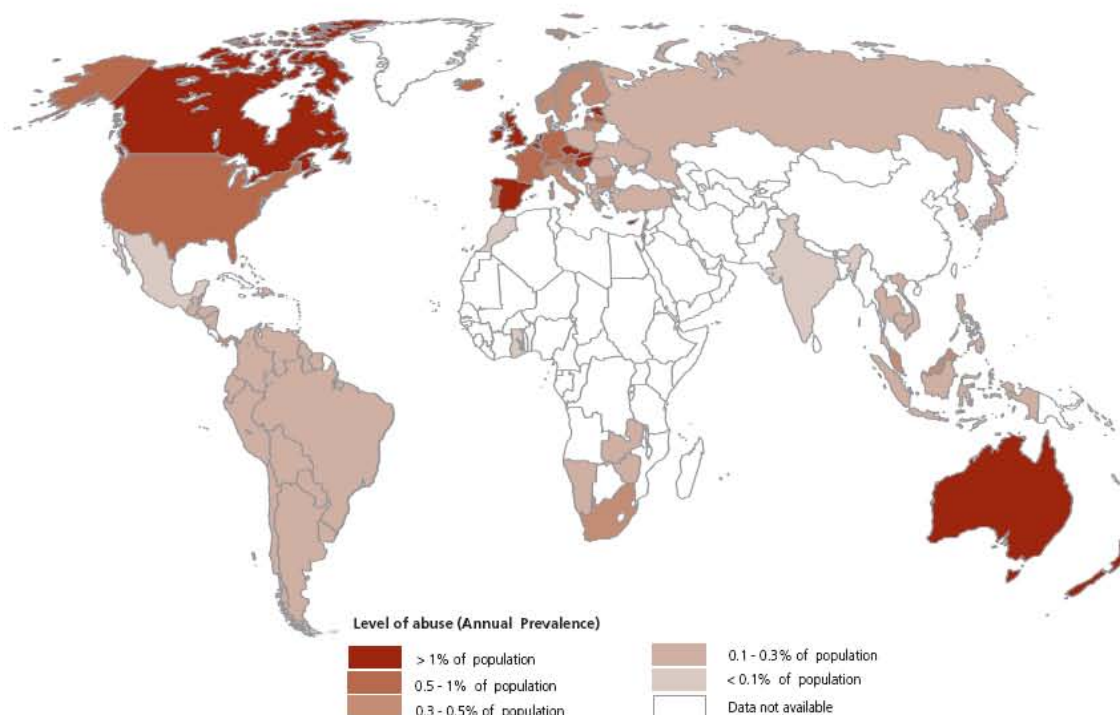 Level of abuse (Annual Prevalence)
> 1% of population
0.5 - 1% of population
0.3 - 0.5% of population
0.1 - 0.3% of population
< 0.1% of population
Data not available